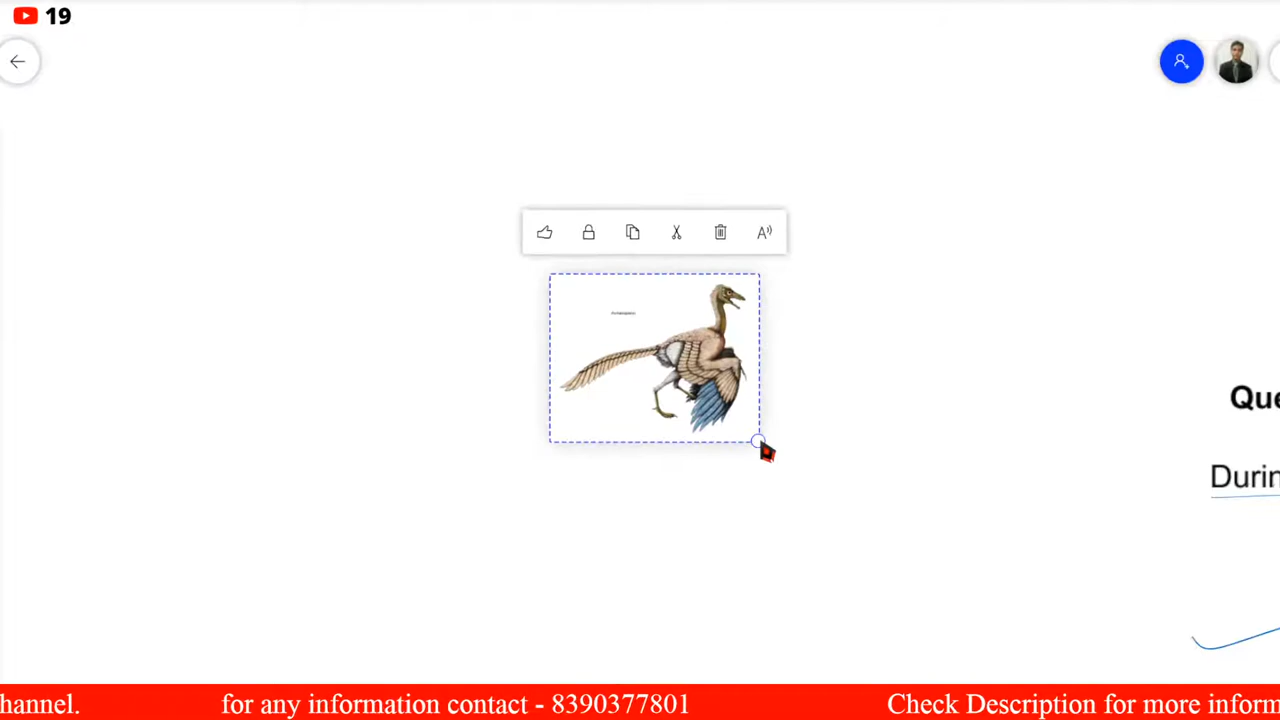 19
A
Que
Durin
hannel. for any information contact - 8390377801 Check Description for more inform